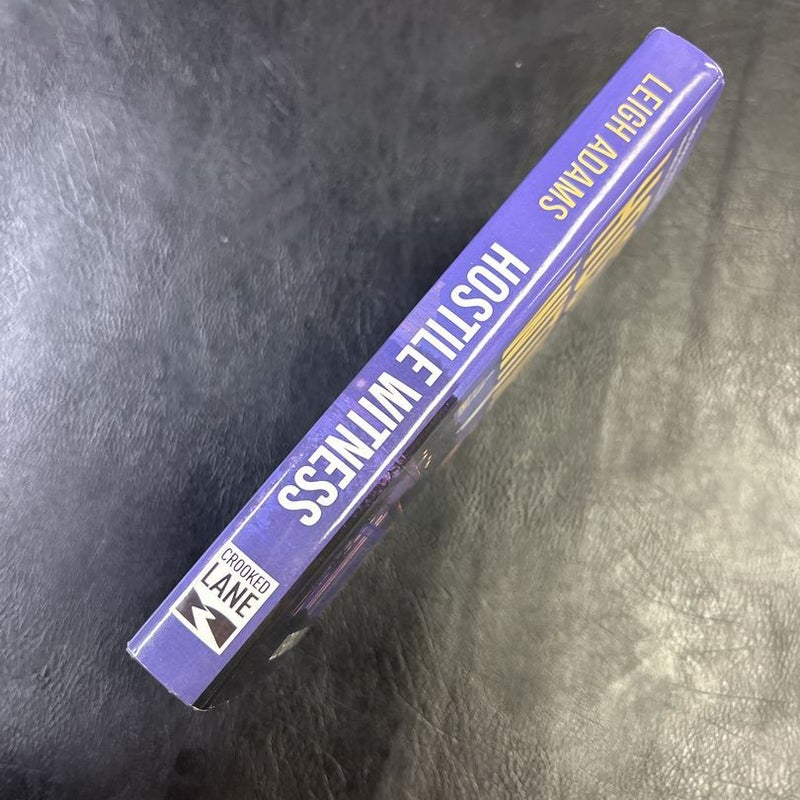 LEIGH ADAMS
HOSTILE WITNESS
CROOKED
LANE